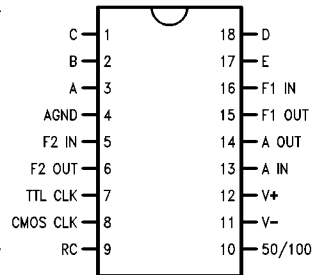 C 1 18 D
B 2 17 E
A 3 16 F1 IN
AGND 4 15 F1 OUT
F2 IN 5 14 A OUT
F2 OUT 6 13 A IN
TTL CLK 7 12 V+
CMOS CLK 8 11 V-
RC 9 10 50/100